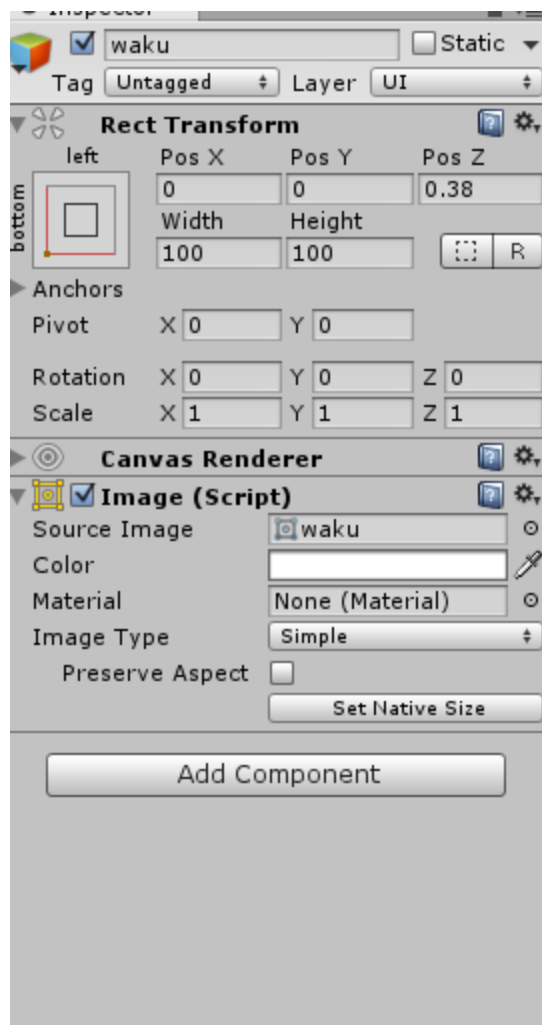 Inspector
waku Static
Tag Untagged Layer UI
Rect Transform
left Pos X Pos Y Pos Z
bottom
0 0 0.38
Width Height
100 100 R
Anchors
Pivot X 0 Y 0
Rotation X 0 Y 0 Z 0
Scale X 1 Y 1 Z 1
Canvas Renderer
Image (Script)
Source Image waku
Color
Material None (Material)
Image Type Simple
Preserve Aspect
Set Native Size
Add Component